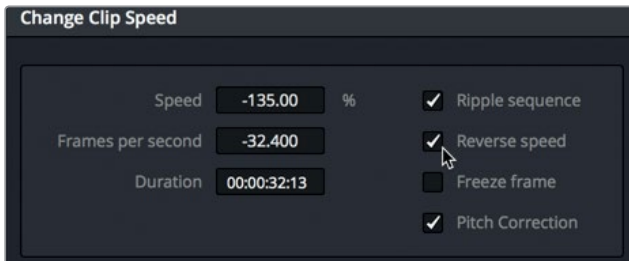 Change Clip Speed
Speed -135.00 % Ripple sequence
Frames per second -32.400 Reverse speed
Duration 00:00:32:13 Freeze frame
Pitch Correction